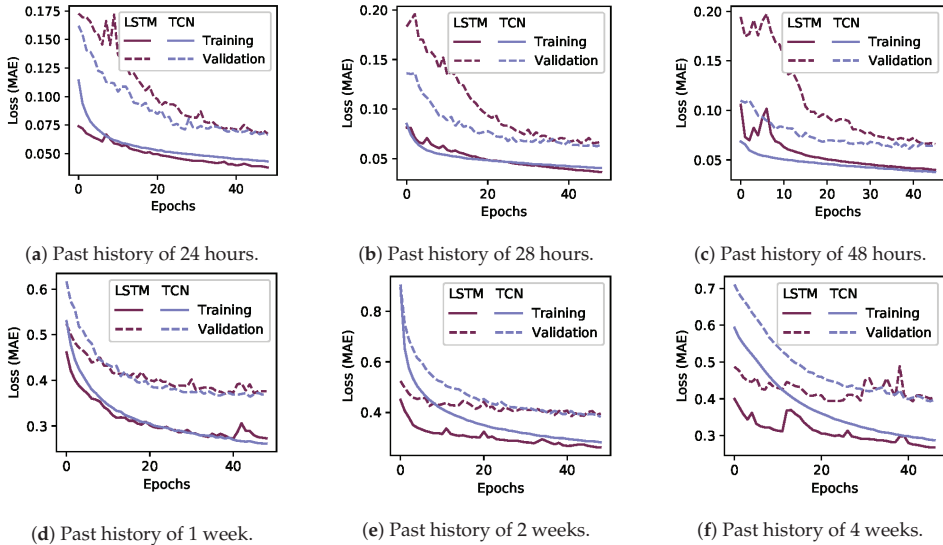 0.175
0.150
0.125
0.100
0.075
0.050
Loss (MAE)
LSTM TCN
Training
Validation
0 20 40
Epochs
(a) Past history of 24 hours.
0.20
0.15
0.10
0.05
Loss (MAE)
LSTM TCN
Training
Validation
0 20 40
Epochs
(b) Past history of 28 hours.
0.20
0.15
0.10
0.05
Loss (MAE)
LSTM TCN
Training
Validation
0 10 20 30 40
Epochs
(c) Past history of 48 hours.
0.6
0.5
0.4
0.3
Loss (MAE)
LSTM TCN
Training
Validation
0 20 40
Epochs
(d) Past history of 1 week.
0.8
0.6
0.4
Loss (MAE)
LSTM TCN
Training
Validation
0 20 40
Epochs
(e) Past history of 2 weeks.
0.7
0.6
0.5
0.4
0.3
Loss (MAE)
LSTM TCN
Training
Validation
0 20 40
Epochs
(f) Past history of 4 weeks.